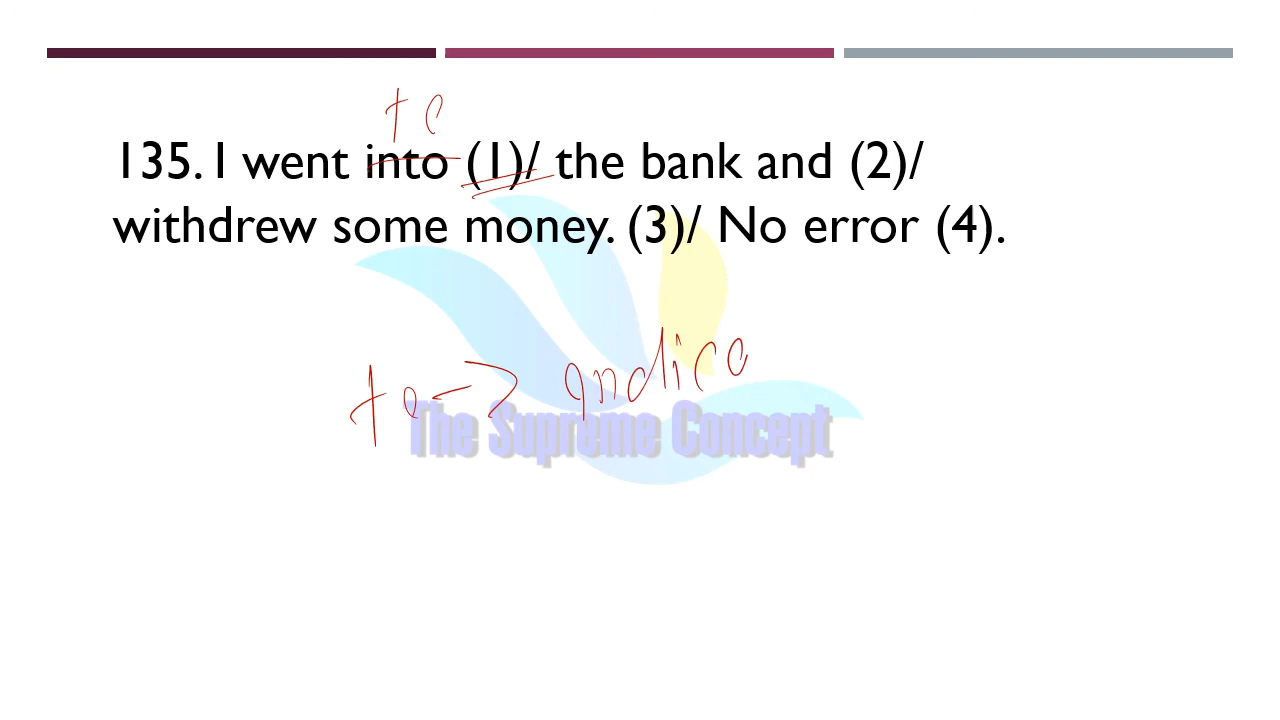 to
135. I went into (1)/ the bank and (2)/
withdrew some money. (3)/ No error (4).
to → indica
The Supreme Concept